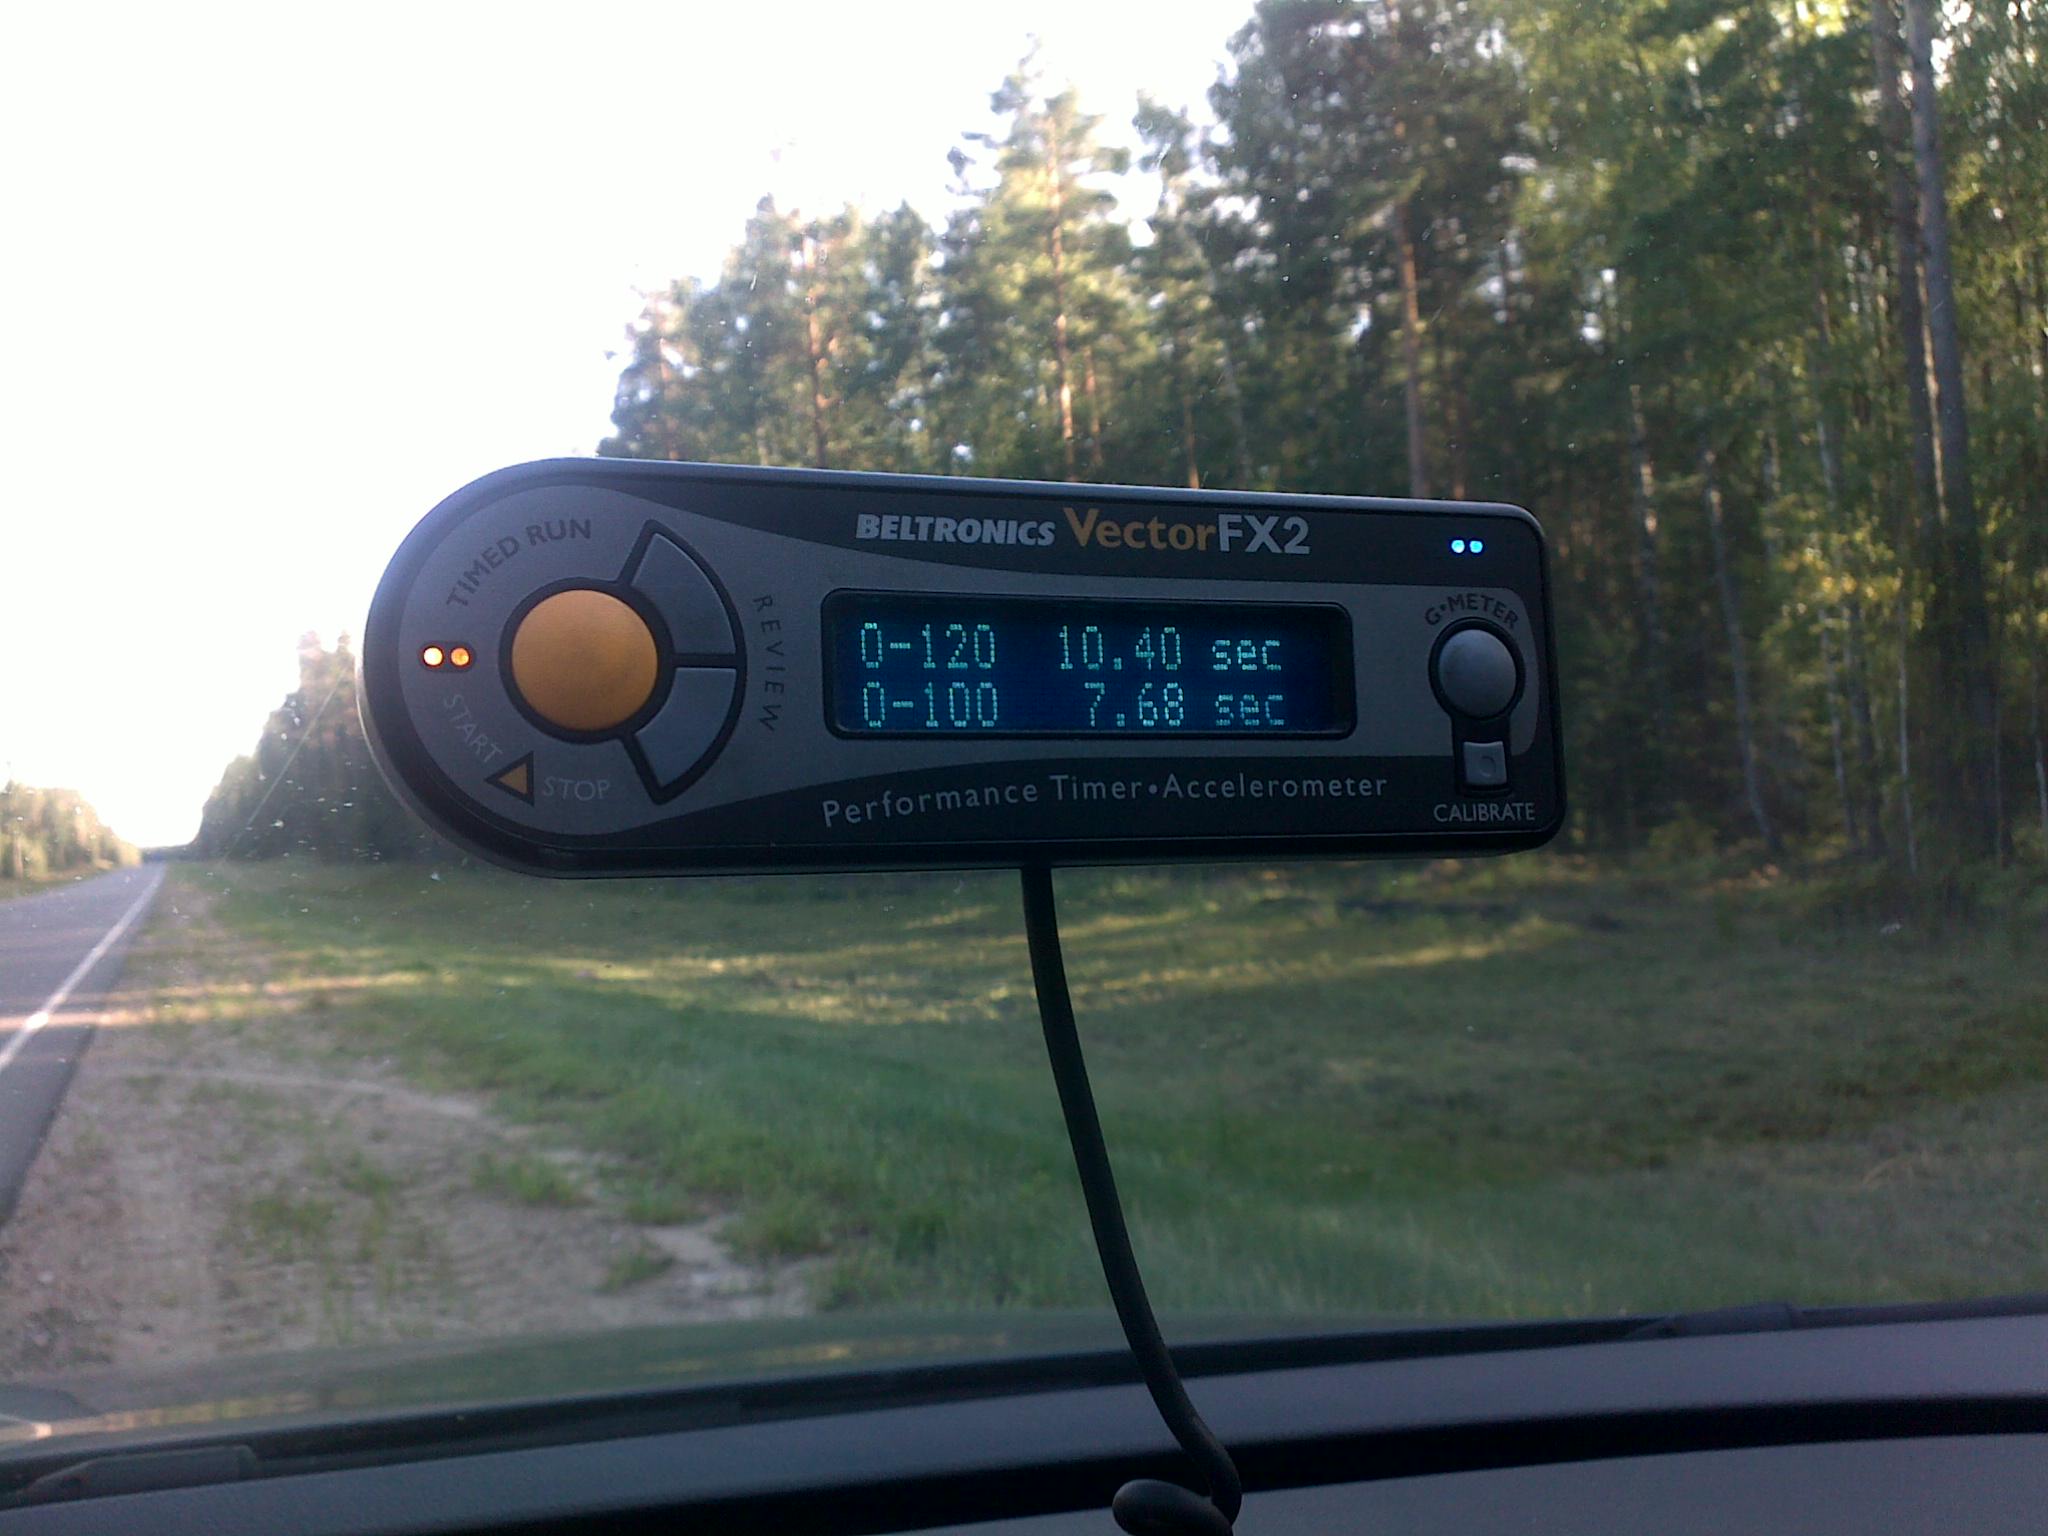 BELTRONICS VectorFX2
TIMED RUN
REVIEW
START
STOP
0-120 10.40 sec
0-100 7.68 sec
G•METER
CALIBRATE
Performance Timer•Accelerometer